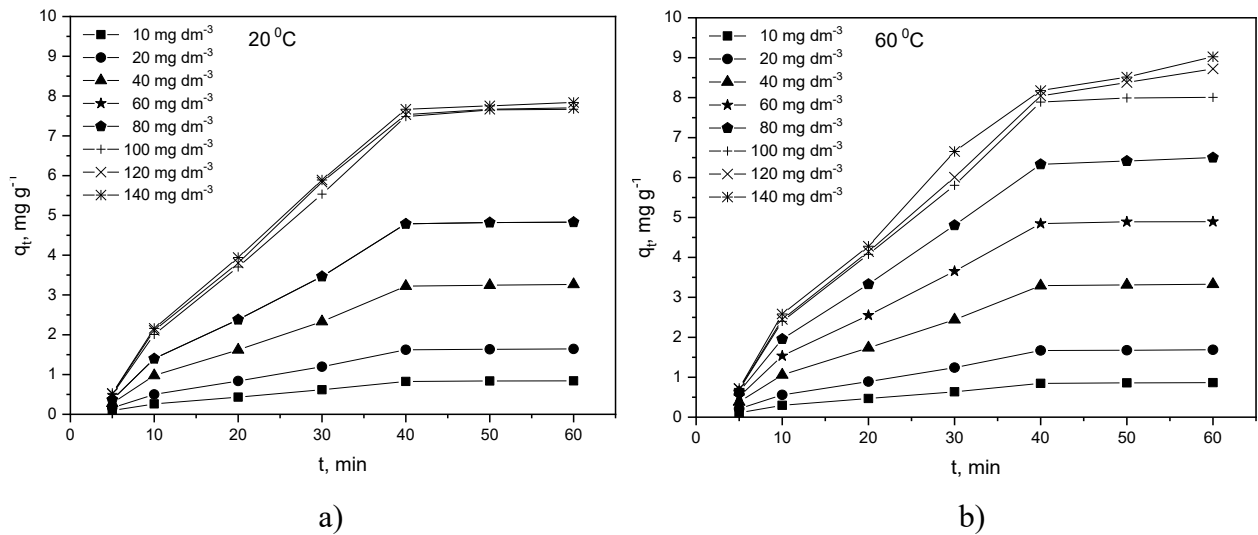 20 ⁰C
10 mg dm⁻³
20 mg dm⁻³
40 mg dm⁻³
60 mg dm⁻³
80 mg dm⁻³
100 mg dm⁻³
120 mg dm⁻³
140 mg dm⁻³
qₜ, mg g⁻¹
10
9
8
7
6
5
4
3
2
1
0
0 10 20 30 40 50 60
t, min
a)
60 ⁰C
10 mg dm⁻³
20 mg dm⁻³
40 mg dm⁻³
60 mg dm⁻³
80 mg dm⁻³
100 mg dm⁻³
120 mg dm⁻³
140 mg dm⁻³
qₜ, mg g⁻¹
10
9
8
7
6
5
4
3
2
1
0
0 10 20 30 40 50 60
t, min
b)